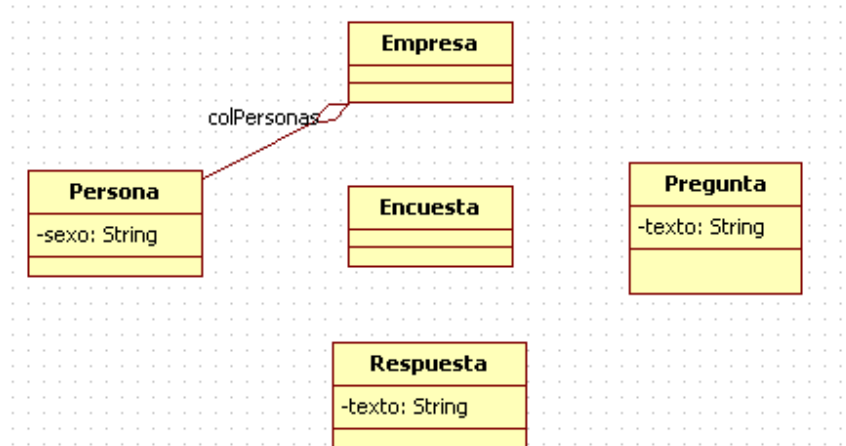 Empresa
colPersonas
Persona
-sexo: String
Encuesta
Pregunta
-texto: String
Respuesta
-texto: String